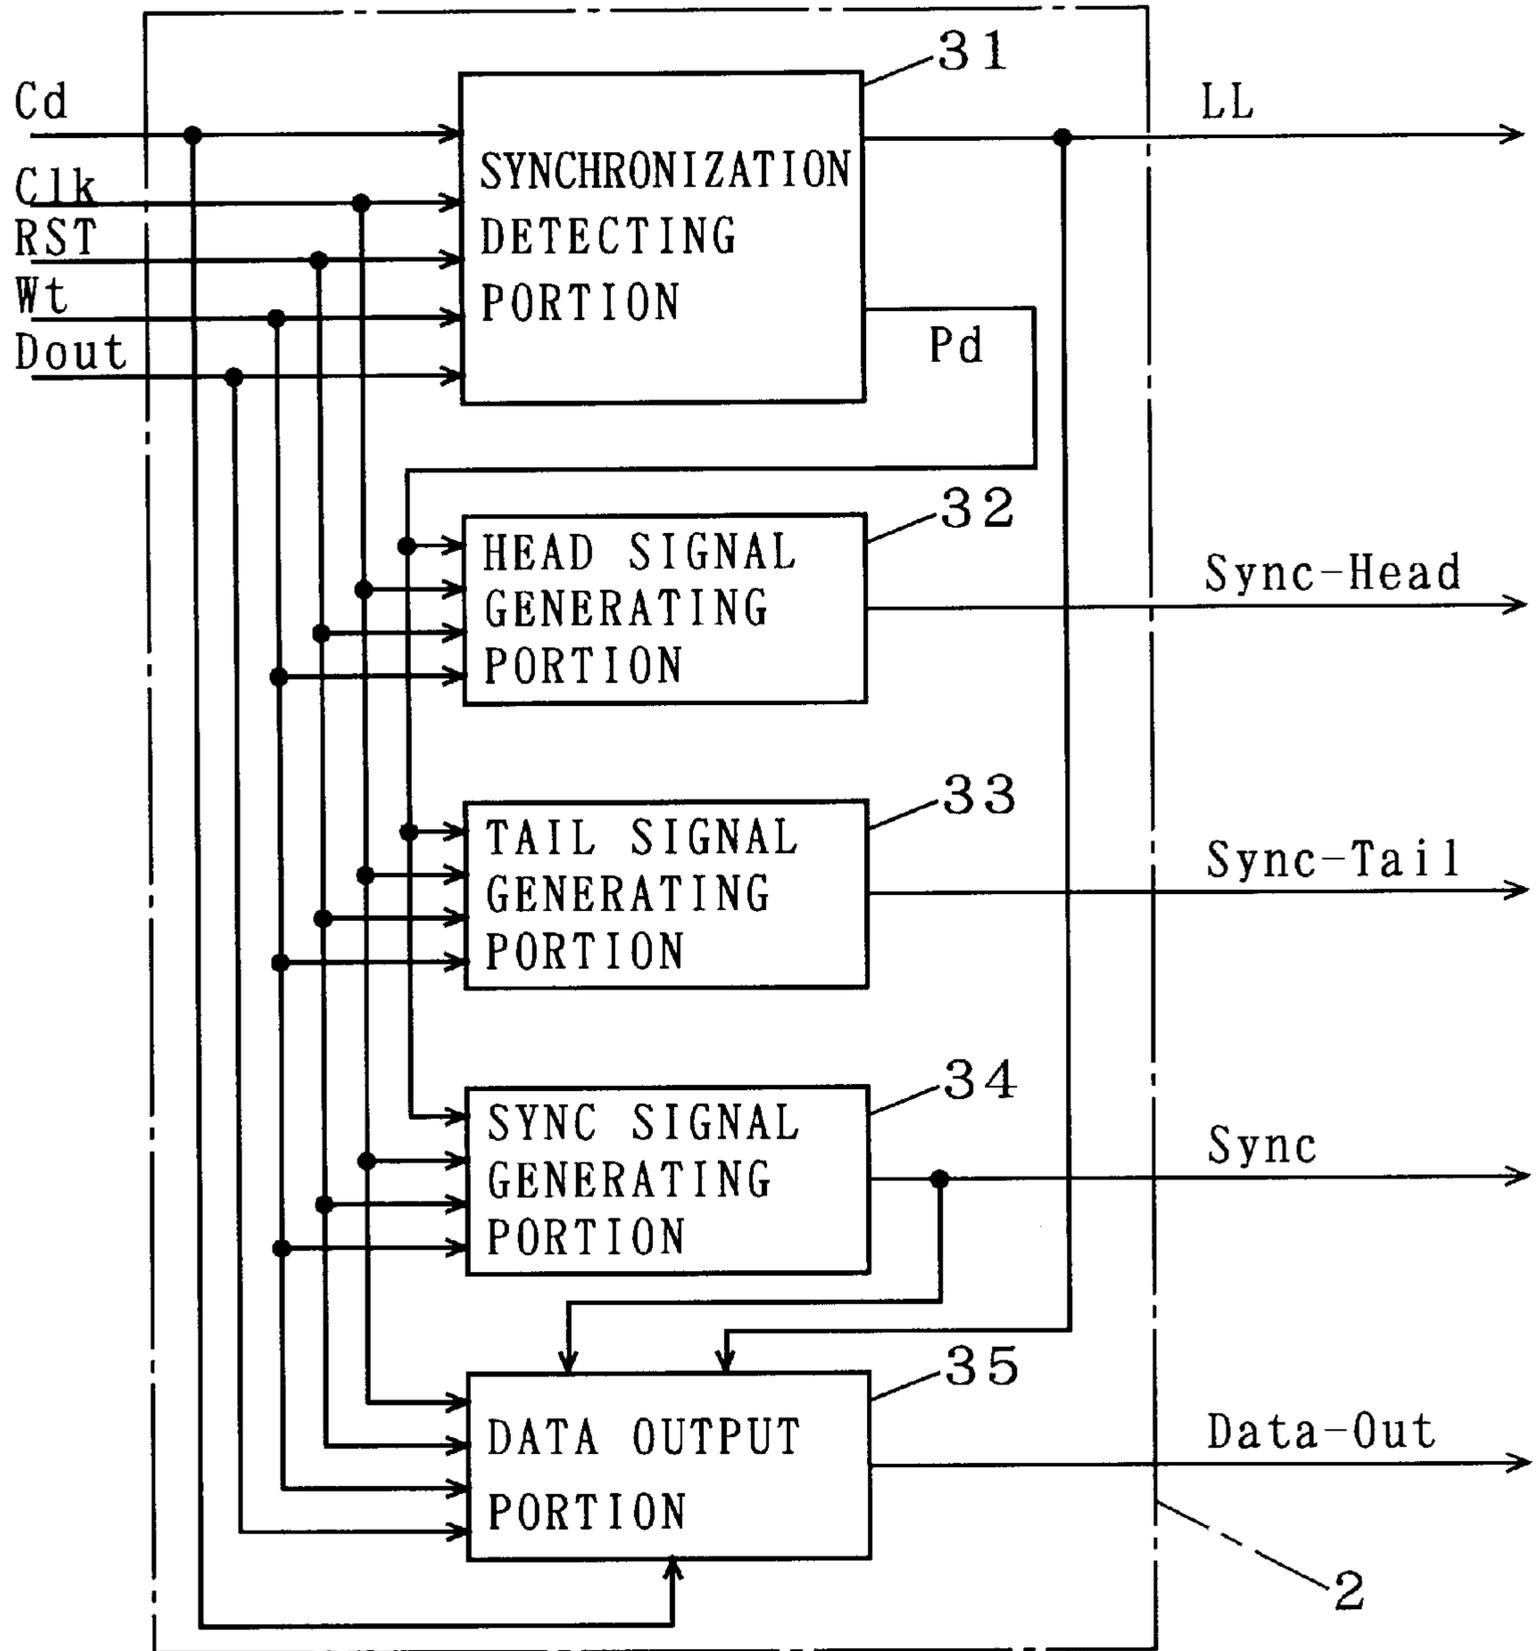 31
Cd
LL
Clk
RST
Wt
Dout
SYNCHRONIZATION
DETECTING
PORTION
Pd
32
HEAD SIGNAL
GENERATING
PORTION
Sync-Head
33
TAIL SIGNAL
GENERATING
PORTION
Sync-Tail
34
SYNC SIGNAL
GENERATING
PORTION
Sync
35
DATA OUTPUT
PORTION
Data-Out
2